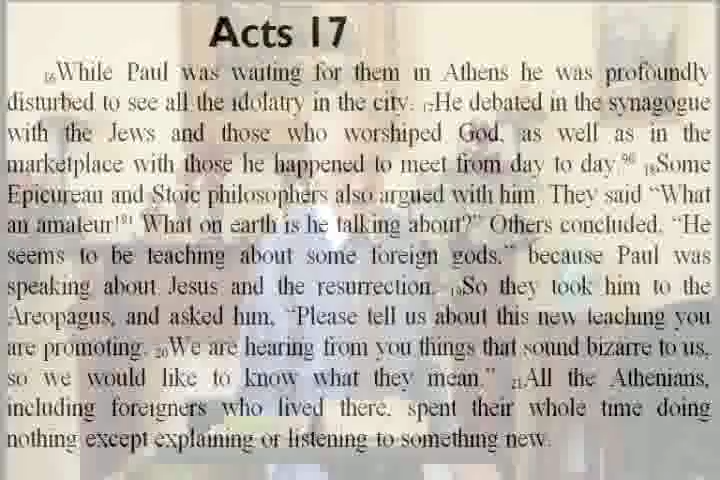 Acts 17
16While Paul was waiting for them in Athens he was profoundly
disturbed to see all the idolatry in the city. 17He debated in the synagogue
with the Jews and those who worshiped God, as well as in the
marketplace with those he happened to meet from day to day.90 18Some
Epicurean and Stoic philosophers also argued with him. They said “What
an amateur!91 What on earth is he talking about?” Others concluded, “He
seems to be teaching about some foreign gods,” because Paul was
speaking about Jesus and the resurrection. 19So they took him to the
Areopagus, and asked him, “Please tell us about this new teaching you
are promoting. 20We are hearing from you things that sound bizarre to us,
so we would like to know what they mean.” 21All the Athenians,
including foreigners who lived there, spent their whole time doing
nothing except explaining or listening to something new.